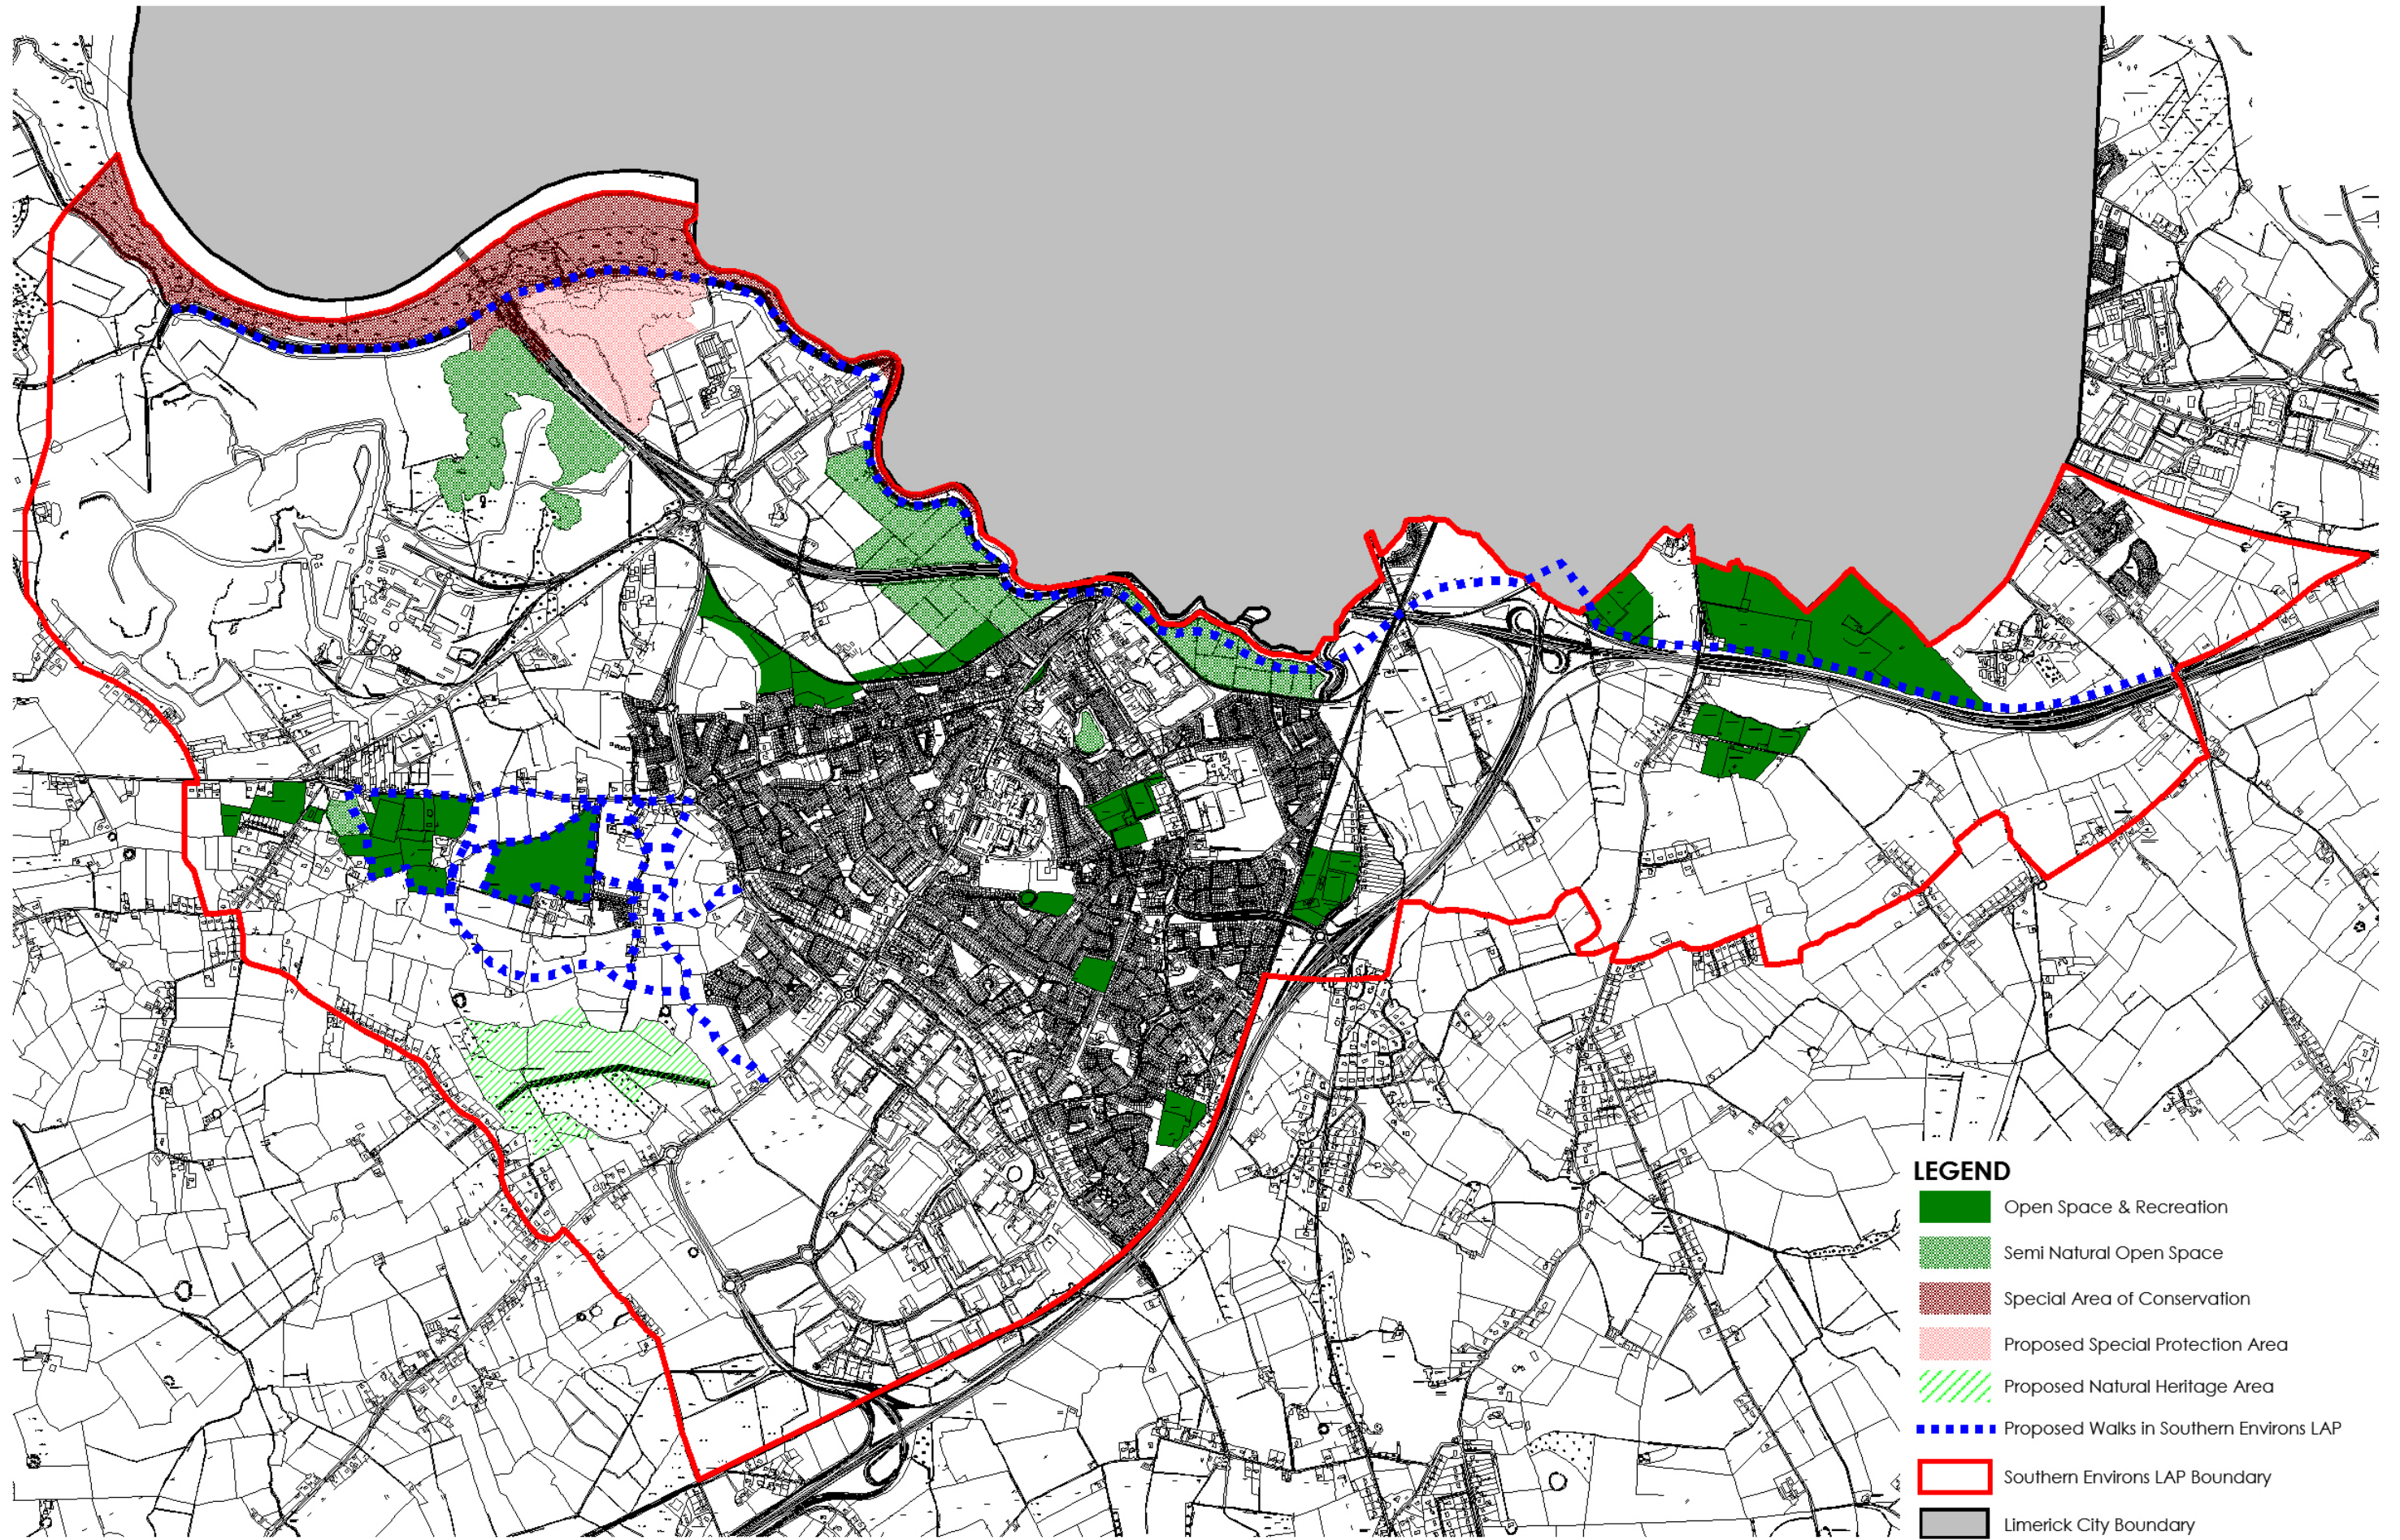 LEGEND
Open Space & Recreation
Semi Natural Open Space
Special Area of Conservation
Proposed Special Protection Area
Proposed Natural Heritage Area
Proposed Walks in Southern Environs LAP
Southern Environs LAP Boundary
Limerick City Boundary